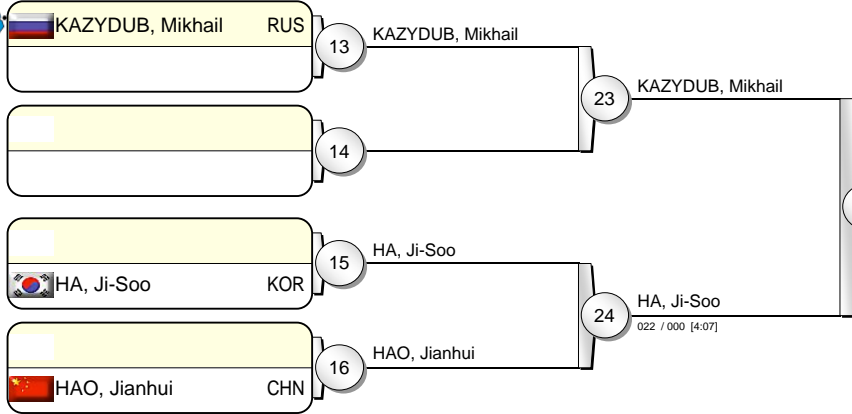 KAZYDUB, Mikhail RUS
13
KAZYDUB, Mikhail
23
KAZYDUB, Mikhail
14
15
HA, Ji-Soo
HA, Ji-Soo KOR
24
HA, Ji-Soo
022 / 000 [4:07]
16
HAO, Jianhui
HAO, Jianhui CHN